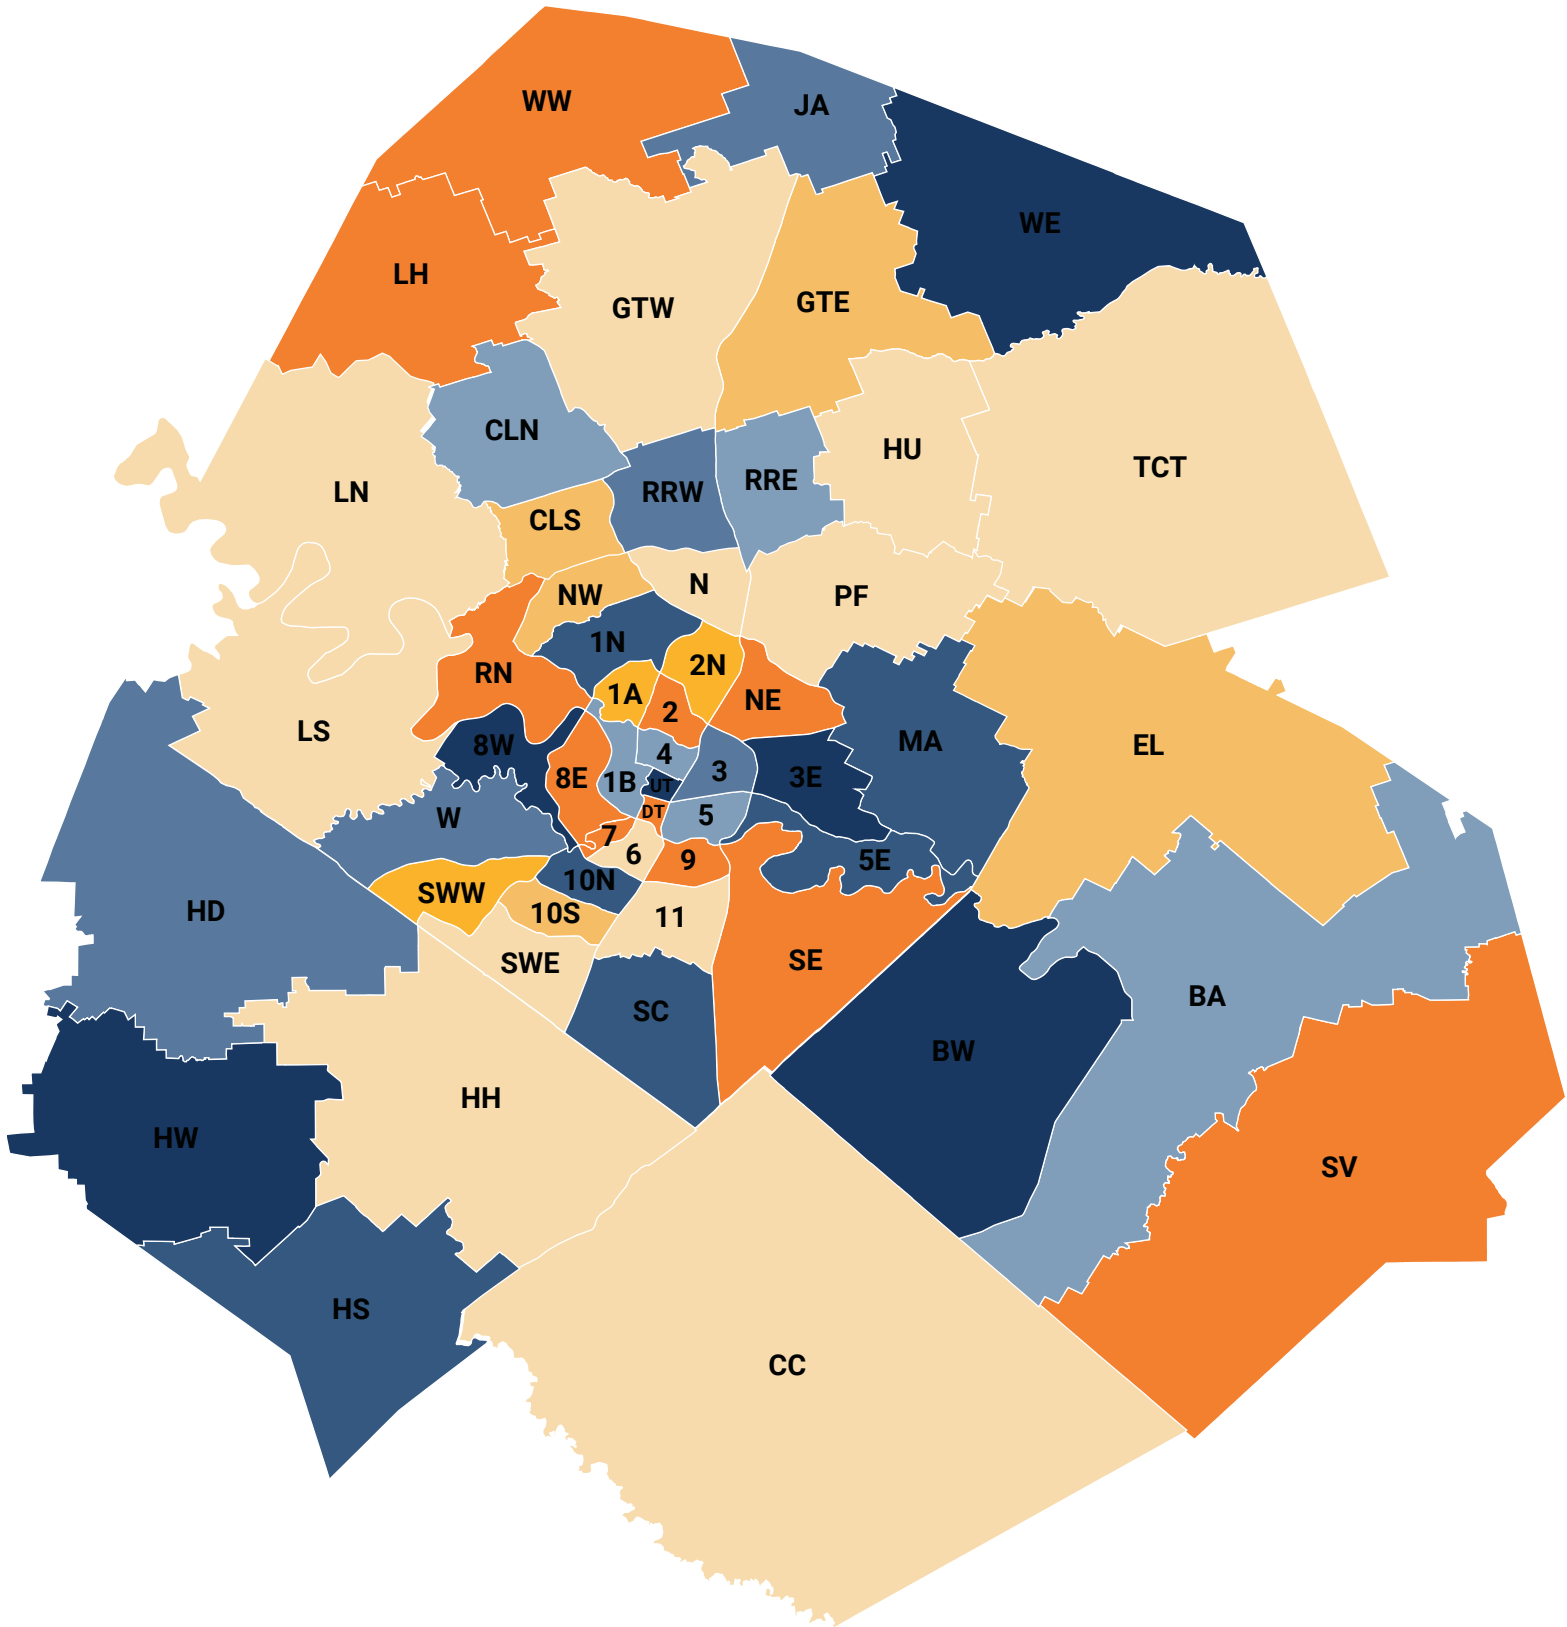 WW
JA
WE
LH
GTW
GTE
CLN
HU
TCT
RRE
RRW
LN
CLS
N
NW
PF
1N
2N
RN
1A
NE
2
LS
MA
EL
8W
4
3
3E
8E
1B
UT
DT
5
W
7
6
9
5E
10N
SWW
HD
10S
11
SWE
SE
BA
SC
BW
HH
HW
SV
HS
CC